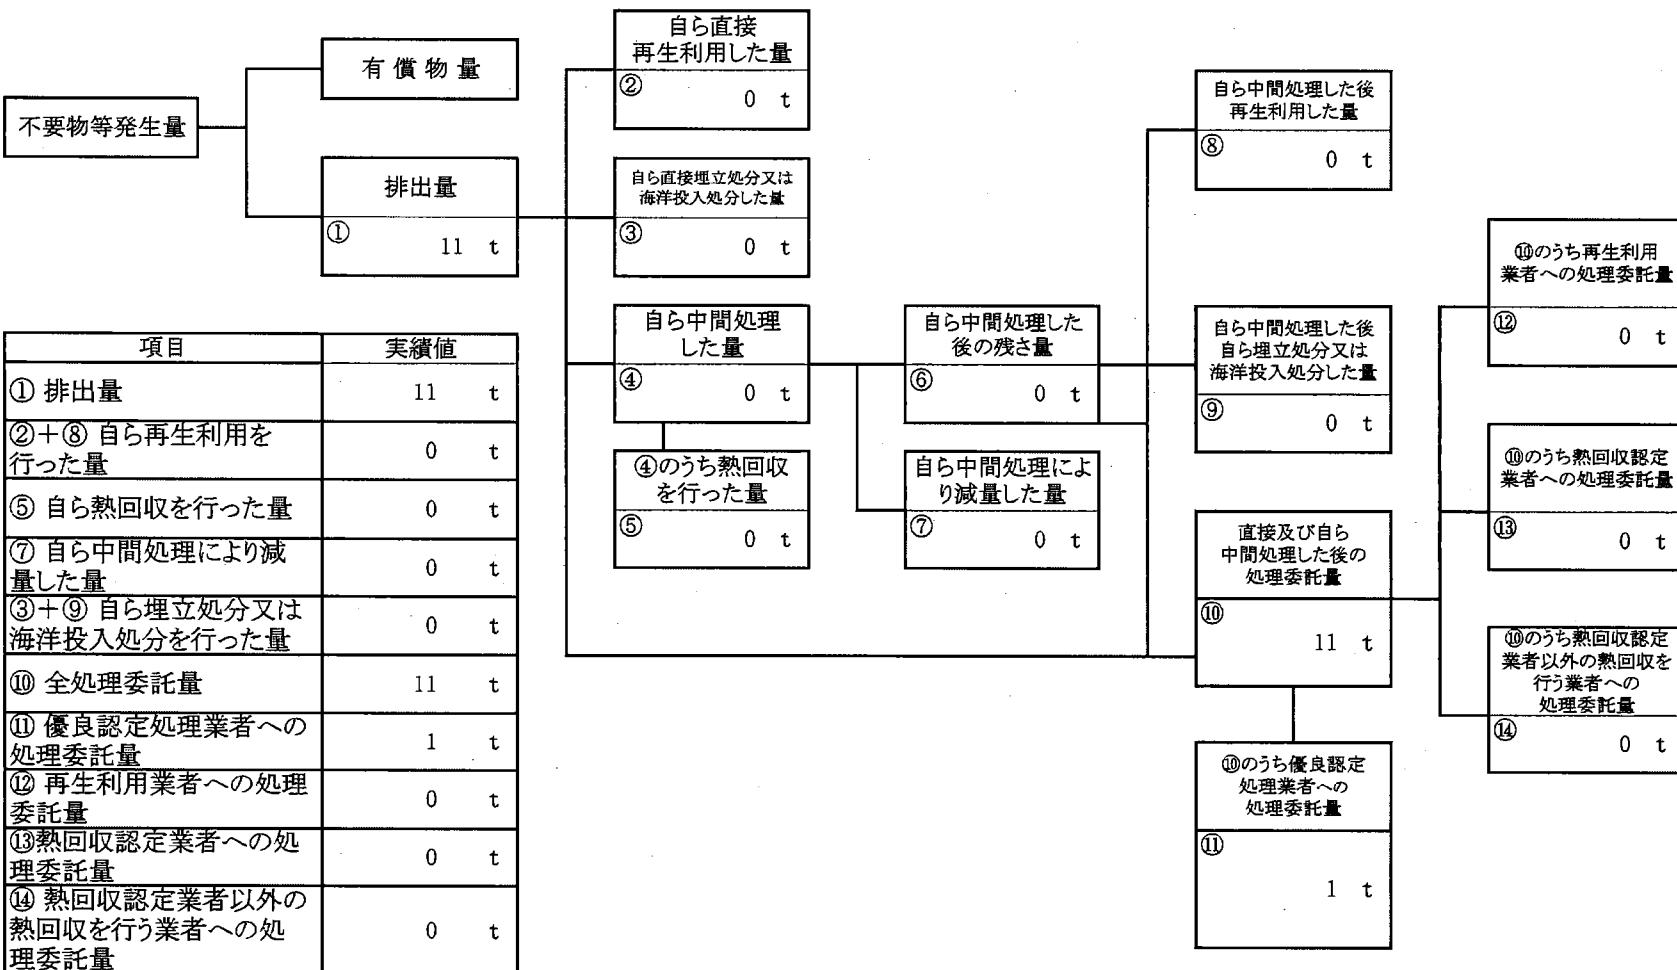 不要物等発生量
有償物量
排出量
①
11 t
自ら直接
再生利用した量
②
0 t
自ら直接埋立処分又は
海洋投入処分した量
③
0 t
自ら中間処理
した量
④
0 t
④のうち熱回収
を行った量
⑤
0 t
自ら中間処理した
後の残さ量
⑥
0 t
自ら中間処理によ
り減量した量
⑦
0 t
自ら中間処理した後
再生利用した量
⑧
0 t
自ら中間処理した後
自ら埋立処分又は
海洋投入処分した量
⑨
0 t
直接及び自ら
中間処理した後の
処理委託量
⑩
11 t
⑩のうち優良認定
処理業者への
処理委託量
⑪
1 t
⑩のうち再生利用
業者への処理委託量
⑫
0 t
⑩のうち熱回収認定
業者への処理委託量
⑬
0 t
⑩のうち熱回収認定
業者以外の熱回収を
行う業者への
処理委託量
⑭
0 t
項目 実績値
① 排出量 11 t
②+⑧ 自ら再生利用を
行った量 0 t
⑤ 自ら熱回収を行った量 0 t
⑦ 自ら中間処理により減
量した量 0 t
③+⑨ 自ら埋立処分又は
海洋投入処分を行った量 0 t
⑩ 全処理委託量 11 t
⑪ 優良認定処理業者への
処理委託量 1 t
⑫ 再生利用業者への処理
委託量 0 t
⑬熱回収認定業者への処
理委託量 0 t
⑭ 熱回収認定業者以外の
熱回収を行う業者への処
理委託量 0 t